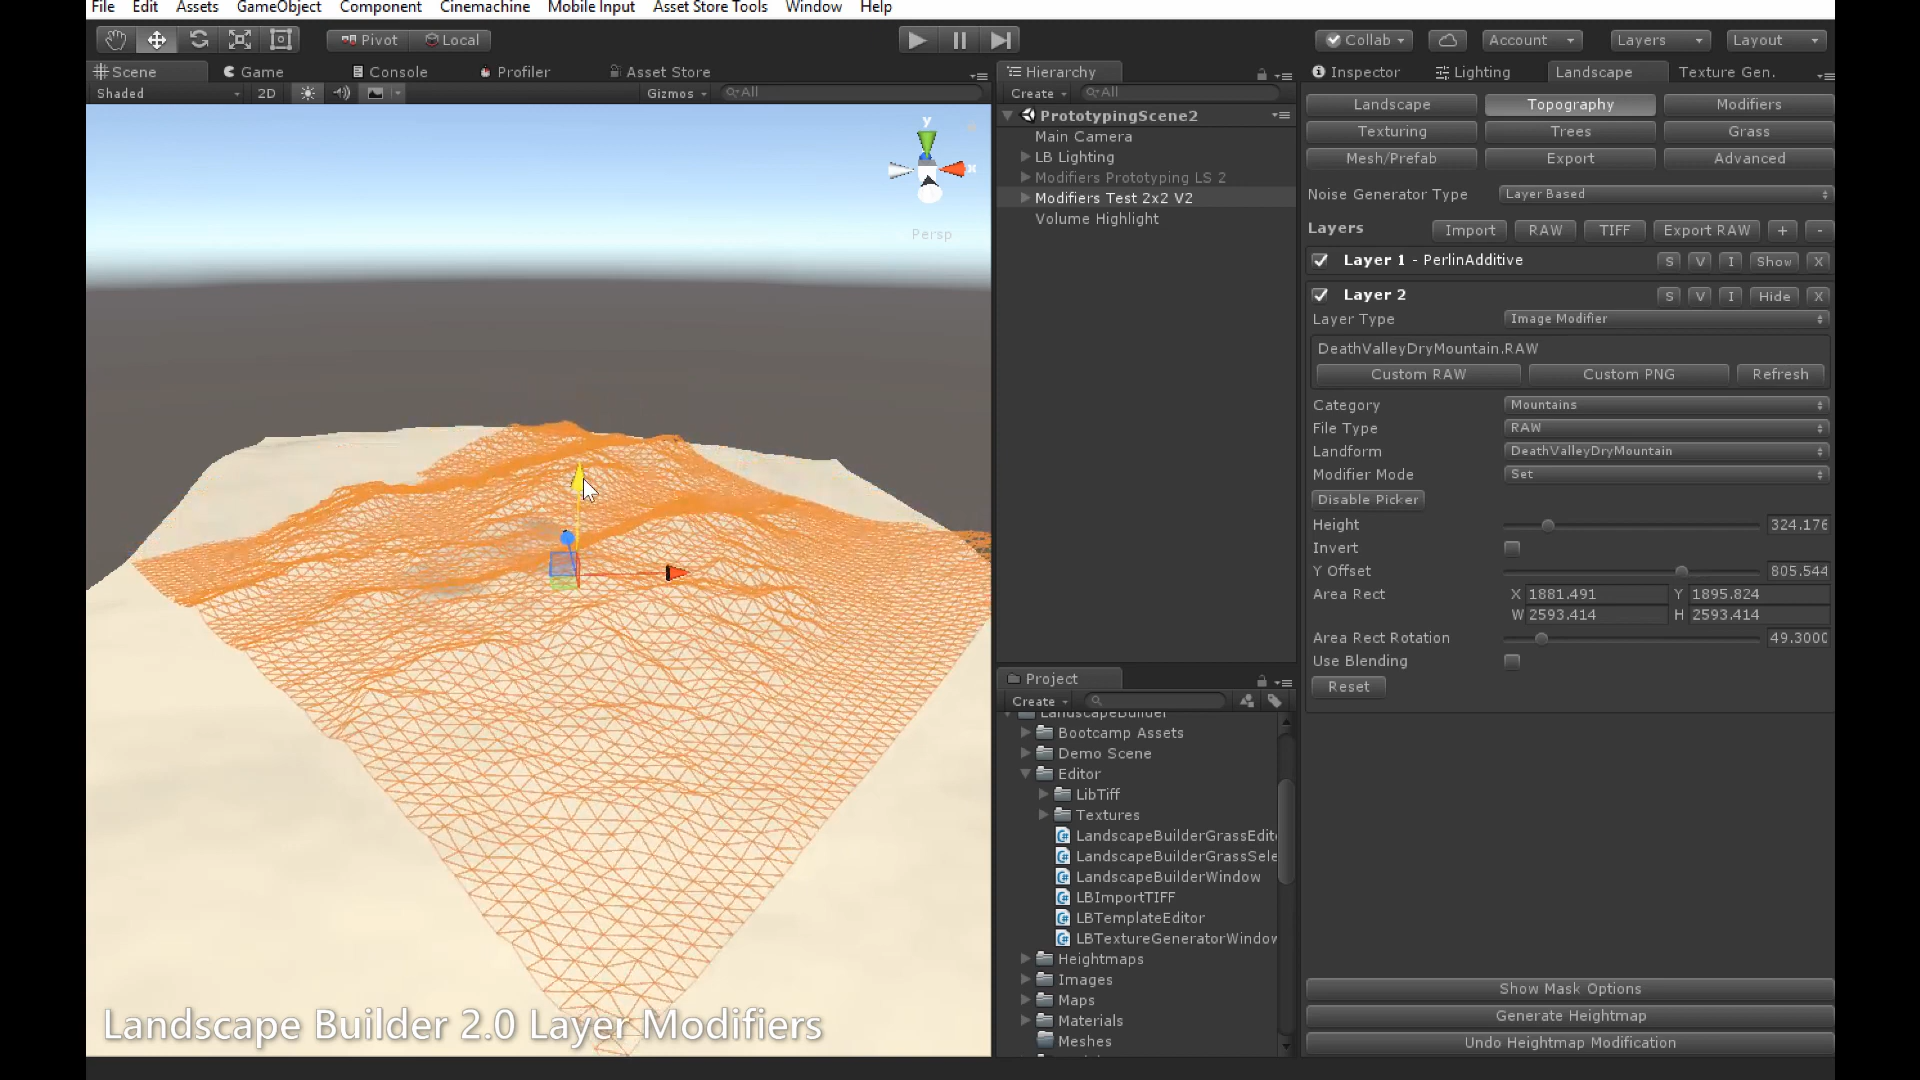 File Edit Assets GameObject Component Cinemachine Mobile Input Asset Store Tools Window Help
Pivot Local Collab Account Layers Layout
Scene Game Console Profiler Asset Store
Shaded 2D Gizmos All
y
x
Persp
Landscape Builder 2.0 Layer Modifiers
Hierarchy
Create All
PrototypingScene2
Main Camera
LB Lighting
Modifiers Prototyping LS 2
Modifiers Test 2x2 V2
Volume Highlight
Project
Create
LandscapeBuilder
Bootcamp Assets
Demo Scene
Editor
LibTiff
Textures
LandscapeBuilderGrassEdit
LandscapeBuilderGrassSele
LandscapeBuilderWindow
LBImportTIFF
LBTemplateEditor
LBTextureGeneratorWindow
Heightmaps
Images
Maps
Materials
Meshes
Inspector Lighting Landscape Texture Gen.
Landscape Topography Modifiers
Texturing Trees Grass
Mesh/Prefab Export Advanced
Noise Generator Type Layer Based
Layers Import RAW TIFF Export RAW + -
Layer 1 - PerlinAdditive S V I Show X
Layer 2 S V I Hide X
Layer Type Image Modifier
DeathValleyDryMountain.RAW
Custom RAW Custom PNG Refresh
Category Mountains
File Type RAW
Landform DeathValleyDryMountain
Modifier Mode Set
Disable Picker
Height 324.176
Invert
Y Offset 805.544
Area Rect X 1881.491 Y 1895.824
W 2593.414 H 2593.414
Area Rect Rotation 49.3000
Use Blending
Reset
Show Mask Options
Generate Heightmap
Undo Heightmap Modification